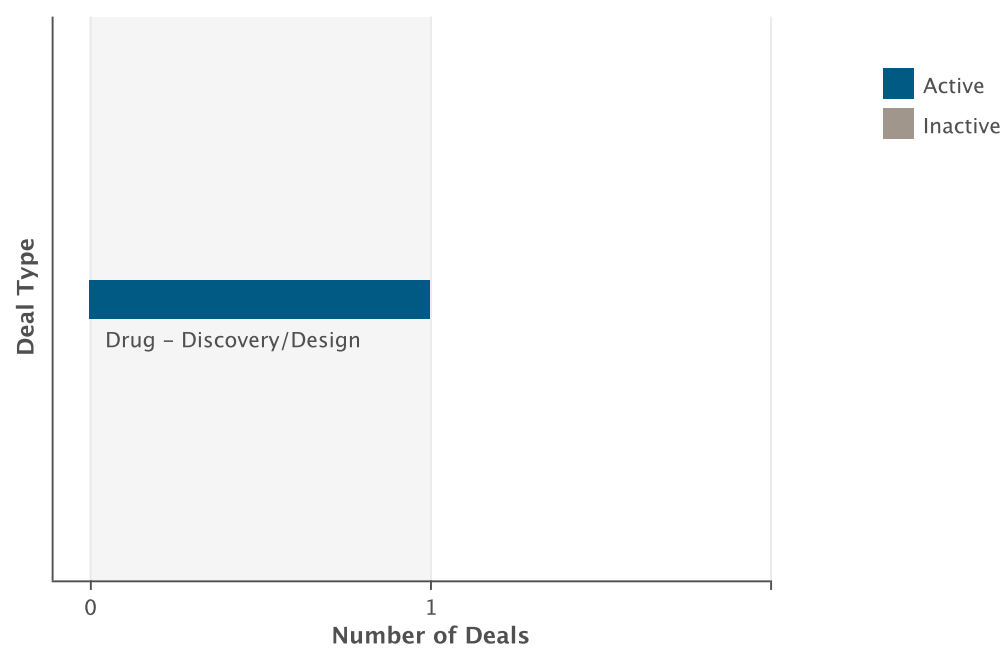 Active
Inactive
Deal Type
Drug – Discovery/Design
0 1
Number of Deals